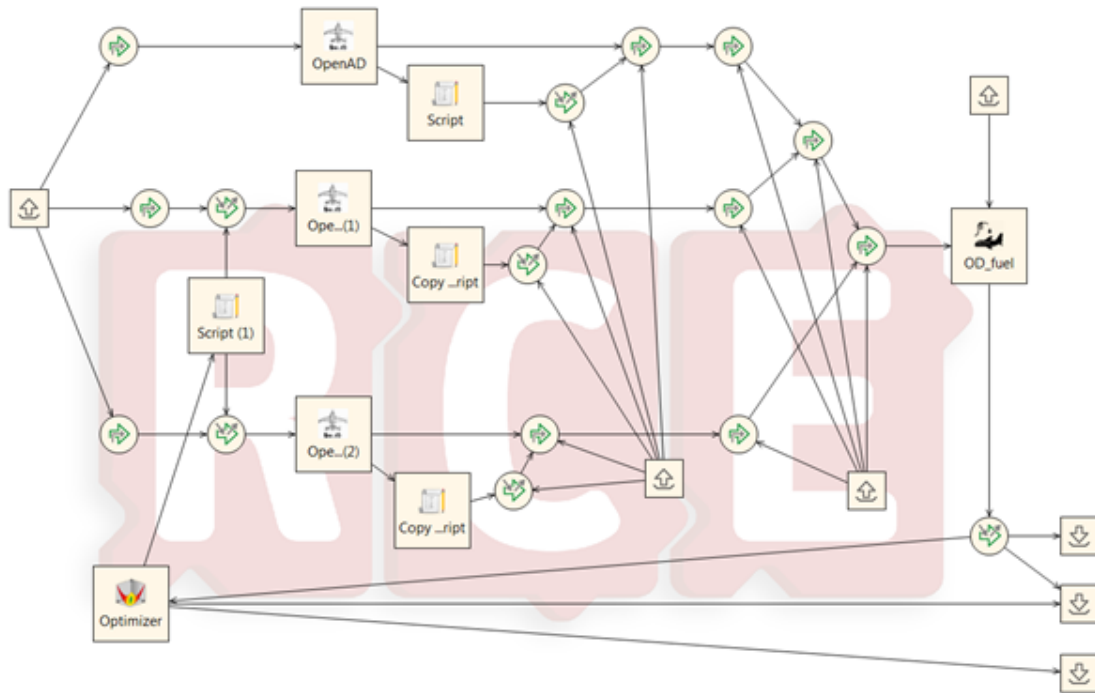 OpenAD
Script
Ope...(1)
Copy ...ript
Script (1)
OD_fuel
Ope...(2)
Copy ...ript
Optimizer
RCE